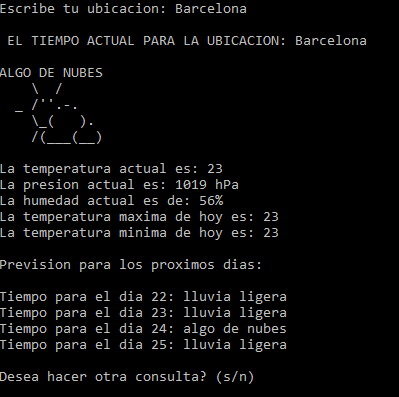 Escribe tu ubicacion: Barcelona
EL TIEMPO ACTUAL PARA LA UBICACION: Barcelona
ALGO DE NUBES
    \  /
  _ /''.-.
    \_(   ).
    /(___(__)
La temperatura actual es: 23
La presion actual es: 1019 hPa
La humedad actual es de: 56%
La temperatura maxima de hoy es: 23
La temperatura minima de hoy es: 23
Prevision para los proximos dias:
Tiempo para el dia 22: lluvia ligera
Tiempo para el dia 23: lluvia ligera
Tiempo para el dia 24: algo de nubes
Tiempo para el dia 25: lluvia ligera
Desea hacer otra consulta? (s/n)